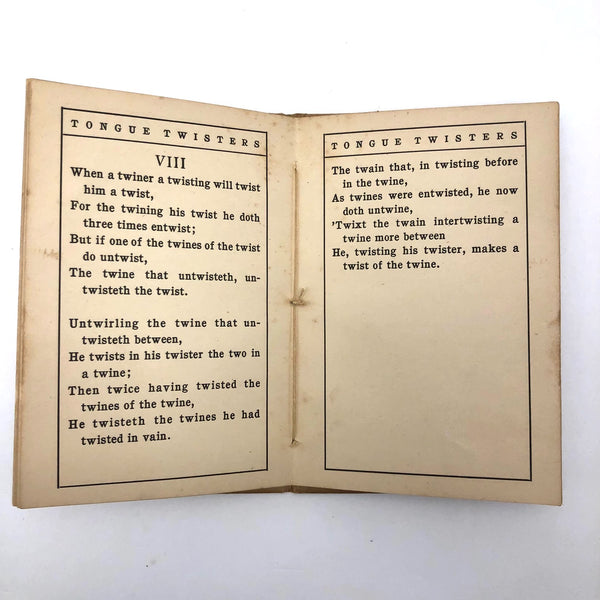 TONGUE TWISTERS
VIII
When a twiner a twisting will twist
him a twist,
For the twining his twist he doth
three times entwist;
But if one of the twines of the twist
do untwist,
The twine that untwisteth, un-
twisteth the twist.
Untwirling the twine that un-
twisteth between,
He twists in his twister the two in
a twine;
Then twice having twisted the
twines of the twine,
He twisteth the twines he had
twisted in vain.
TONGUE TWISTERS
The twain that, in twisting before
in the twine,
As twines were entwisted, he now
doth untwine,
'Twixt the twain intertwisting a
twine more between
He, twisting his twister, makes a
twist of the twine.